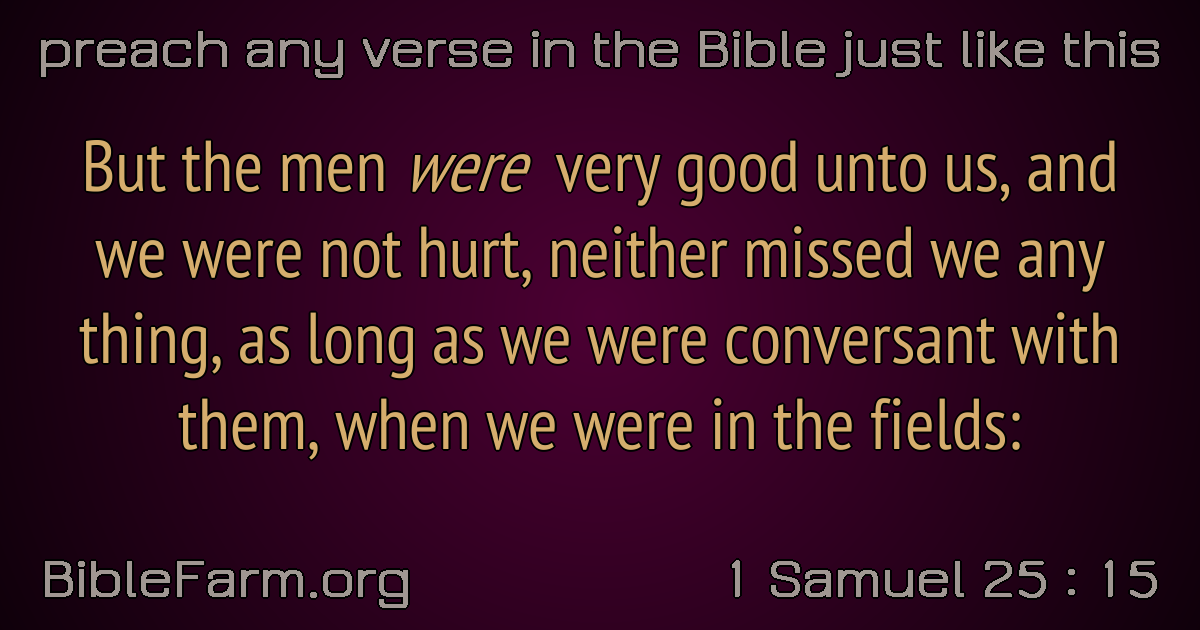 preach any verse in the Bible just like this
But the men were very good unto us, and
we were not hurt, neither missed we any
thing, as long as we were conversant with
them, when we were in the fields:
BibleFarm.org
1 Samuel 25 : 15